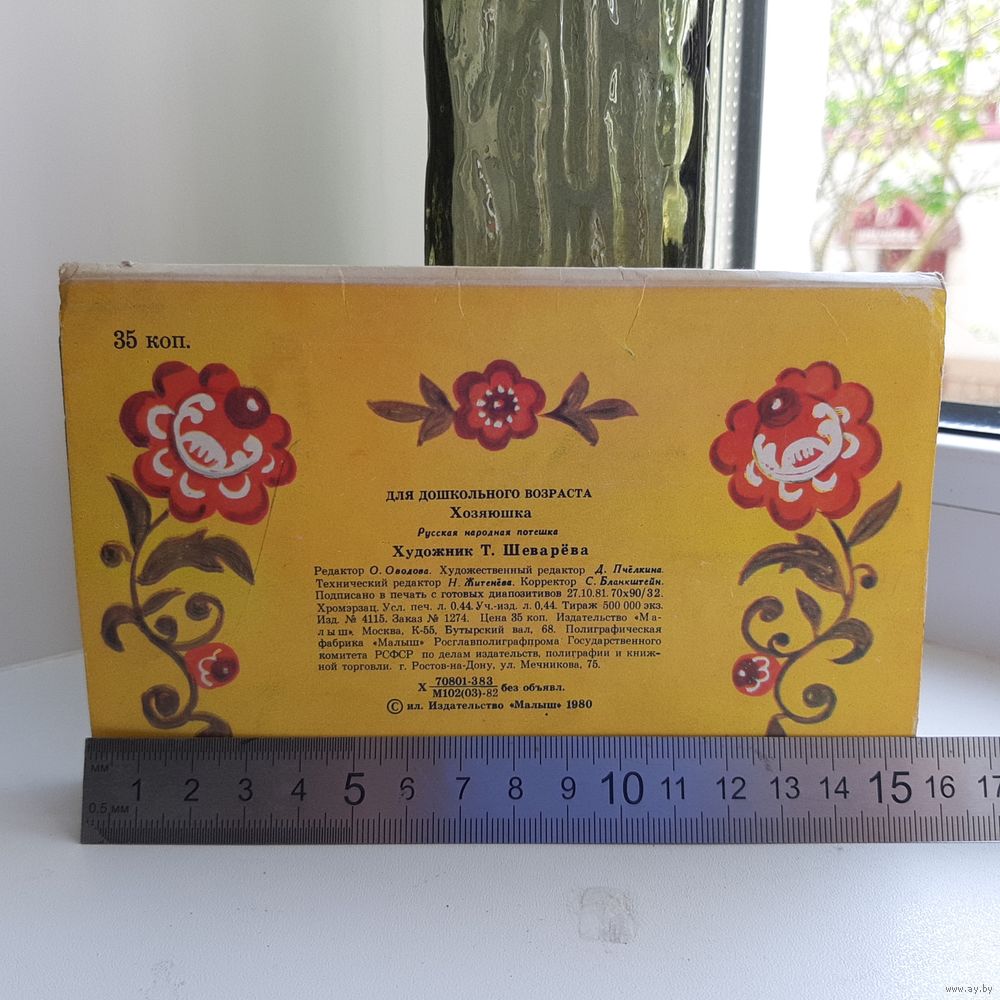 35 коп.
ДЛЯ ДОШКОЛЬНОГО ВОЗРАСТА
Хозяюшка
Русская народная потешка
Художник Т. Шеварёва
Редактор О. Оводова. Художественный редактор Д. Пчёлкина.
Технический редактор Н. Житенёва. Корректор С. Бланкштейн.
Подписано в печать с готовых диапозитивов 27.10.81. 70x90/32.
Хромэрзац. Усл. печ. л. 0,44. Уч.-изд. л. 0,44. Тираж 500 000 экз.
Изд. № 4115. Заказ № 1274. Цена 35 коп. Издательство «Ма-
лыш». Москва, К-55, Бутырский вал, 68. Полиграфическая
фабрика «Малыш» Росглавполиграфпрома Государственного
комитета РСФСР по делам издательств, полиграфии и книж-
ной торговли. г. Ростов-на-Дону, ул. Мечникова, 75.
Х 70801-383
М102(03)-82 без объявл.
© ил. Издательство «Малыш» 1980
мм 1 2 3 4 5 6 7 8 9 10 11 12 13 14 15 16 17
0.5 мм
www.ay.by